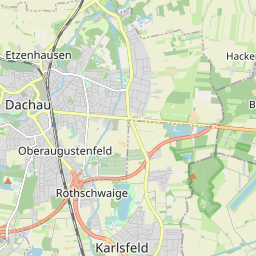 Etzenhausen
Hacke
Dachau
B
Oberaugustenfeld
Rothschwaige
Karlsfeld